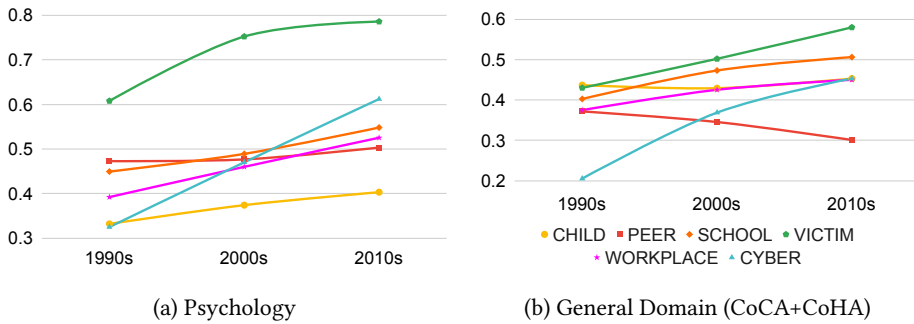 0.8
0.7
0.6
0.5
0.4
0.3
1990s 2000s 2010s
(a) Psychology
0.6
0.5
0.4
0.3
0.2
1990s 2000s 2010s
CHILD PEER SCHOOL VICTIM
WORKPLACE CYBER
(b) General Domain (CoCA+CoHA)